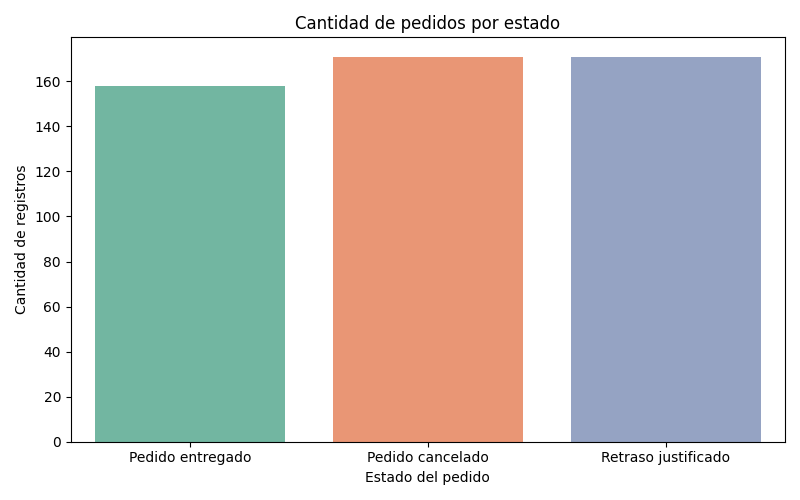 Cantidad de pedidos por estado
Cantidad de registros
160
140
120
100
80
60
40
20
0
Pedido entregado
Pedido cancelado
Retraso justificado
Estado del pedido